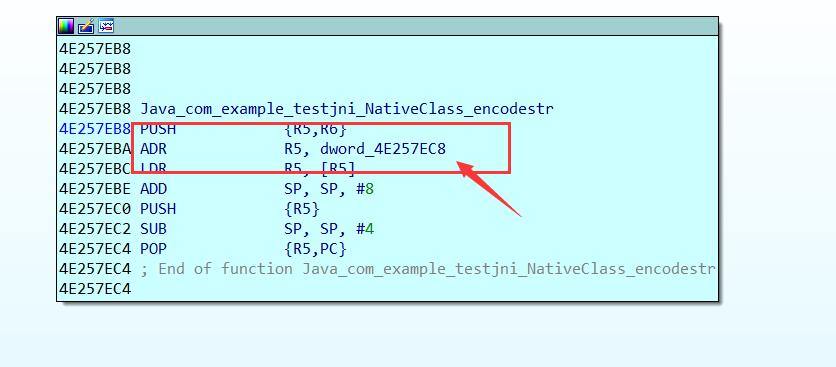 4E257EB8
4E257EB8
4E257EB8
4E257EB8 Java_com_example_testjni_NativeClass_encodestr
4E257EB8 PUSH {R5,R6}
4E257EBA ADR R5, dword_4E257EC8
4E257EBC LDR R5, [R5]
4E257EBE ADD SP, SP, #8
4E257EC0 PUSH {R5}
4E257EC2 SUB SP, SP, #4
4E257EC4 POP {R5,PC}
4E257EC4 ; End of function Java_com_example_testjni_NativeClass_encodestr
4E257EC4